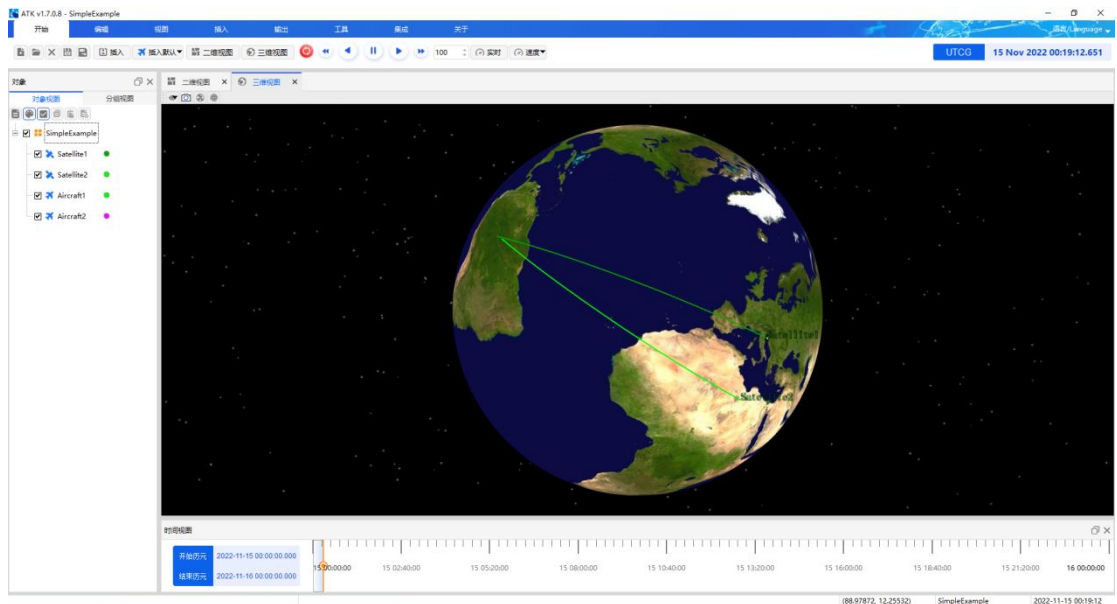 ATK v1.7.0.8 - SimpleExample
开始 编辑 视图 插入 输出 工具 集成 关于 语言/Language
插入 插入默认 二维视图 三维视图 100 实时 速度 UTCG 15 Nov 2022 00:19:12.651
对象
对象视图 分组视图
SimpleExample
Satellite1
Satellite2
Aircraft1
Aircraft2
二维视图 三维视图
Satellite1
Satellite2
时间视图
开始历元 2022-11-15 00:00:00.000
结束历元 2022-11-16 00:00:00.000
15 00:00:00 15 02:40:00 15 05:20:00 15 08:00:00 15 10:40:00 15 13:20:00 15 16:00:00 15 18:40:00 15 21:20:00 16 00:00:00
(88.97872, 12.25532) SimpleExample 2022-11-15 00:19:12